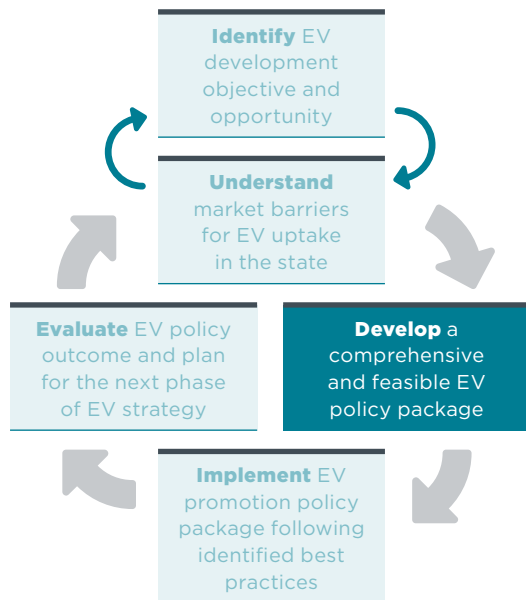 Identify EV
development
objective and
opportunity
Understand
market barriers
for EV uptake
in the state
Evaluate EV policy
outcome and plan
for the next phase
of EV strategy
Develop a
comprehensive
and feasible EV
policy package
Implement EV
promotion policy
package following
identified best
practices